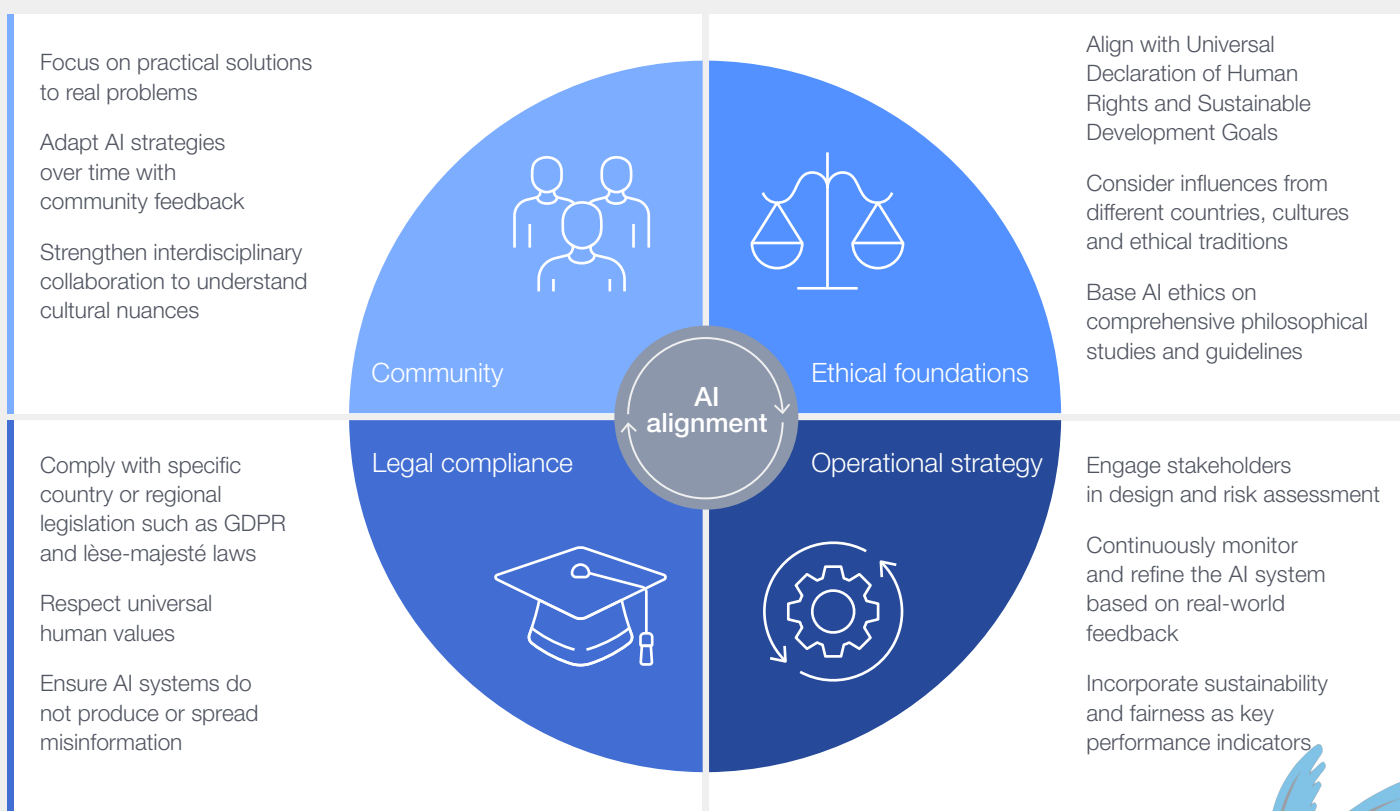 Focus on practical solutions
to real problems
Adapt AI strategies
over time with
community feedback
Strengthen interdisciplinary
collaboration to understand
cultural nuances
Community
Ethical foundations
Align with Universal
Declaration of Human
Rights and Sustainable
Development Goals
Consider influences from
different countries, cultures
and ethical traditions
Base AI ethics on
comprehensive philosophical
studies and guidelines
AI
alignment
Comply with specific
country or regional
legislation such as GDPR
and lèse-majesté laws
Respect universal
human values
Ensure AI systems do
not produce or spread
misinformation
Legal compliance
Operational strategy
Engage stakeholders
in design and risk assessment
Continuously monitor
and refine the AI system
based on real-world
feedback
Incorporate sustainability
and fairness as key
performance indicators